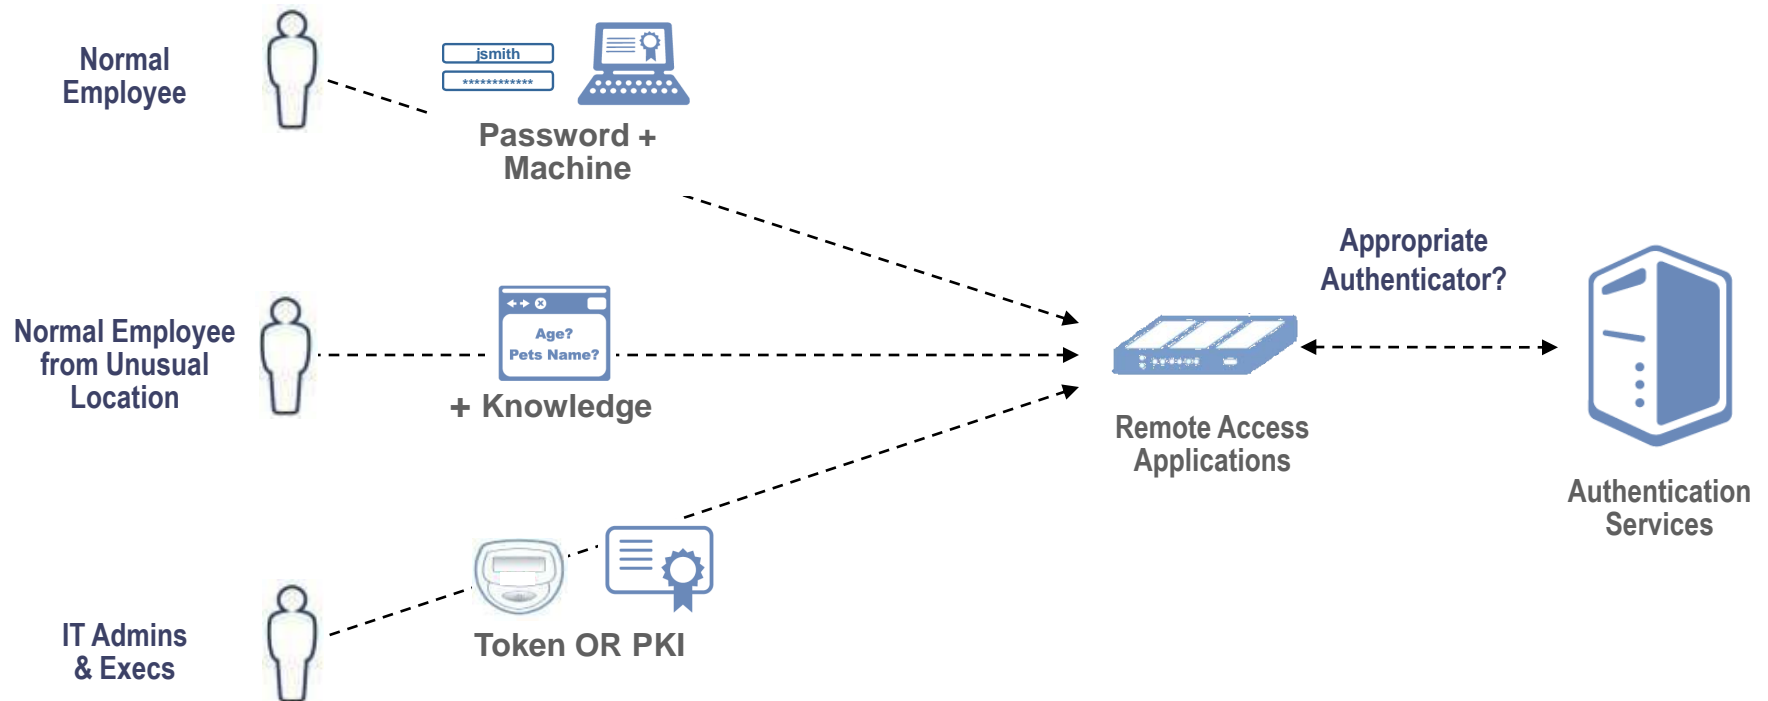 Normal
Employee
jsmith
************
Password +
Machine
Normal Employee
from Unusual
Location
Age?
Pets Name?
+ Knowledge
Appropriate
Authenticator?
Remote Access
Applications
Authentication
Services
IT Admins
& Execs
Token OR PKI